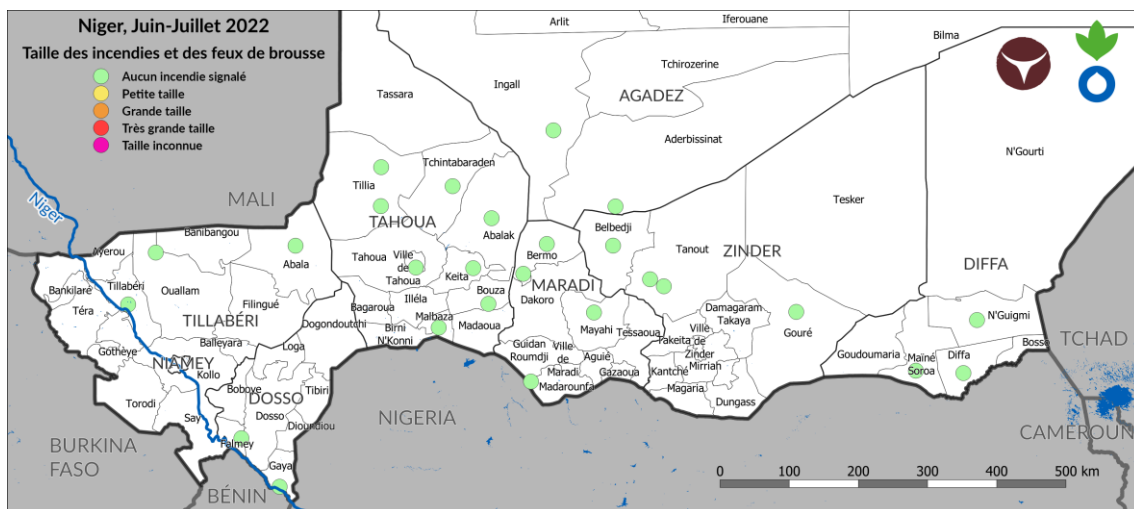 Niger, Juin-Juillet 2022
Taille des incendies et des feux de brousse
Aucun incendie signalé
Petite taille
Grande taille
Très grande taille
Taille inconnue
Arlit
Iferouane
Bilma
Tchirozerine
Ingall
AGADEZ
Tassara
Aderbissinat
N'Gourti
Tchintabaraden
Tillia
MALI
Niger
Tesker
TAHOUA
Abalak
Belbedji
Banibangou
Ayerou
Abala
Bermo
Tanout
ZINDER
Tahoua
Ville
de
Tahoua
Keita
DIFFA
Bankilaré
Tillabéri
Ouallam
MARADI
Téra
Filingué
Illéla
Bouza
Dakoro
Bagaroua
Damagaram
Takaya
N'Guigmi
TILLABÉRI
Dogondoutchi
Malbaza
Madaoua
Mayahi
Tessaoua
Gouré
Birni
N'Konni
Ville
Takeita de
Zinder
Mirriah
TCHAD
Balleyara
Loga
Guidan
Roumdji
Ville
de
Maradi
Aguié
Gazaoua
Kantché
Goudoumaria
Maïné
Soroa
Diffa
Bosso
Gothèye
NIAMEY
Kollo
Madarounfa
Magaria
Boboye
DOSSO
Tibiri
Dungass
Torodi
Say
Dosso
Dioundiou
NIGERIA
CAMEROUN
BURKINA
FASO
Falmey
Gaya
BÉNIN
0 100 200 300 400 500 km